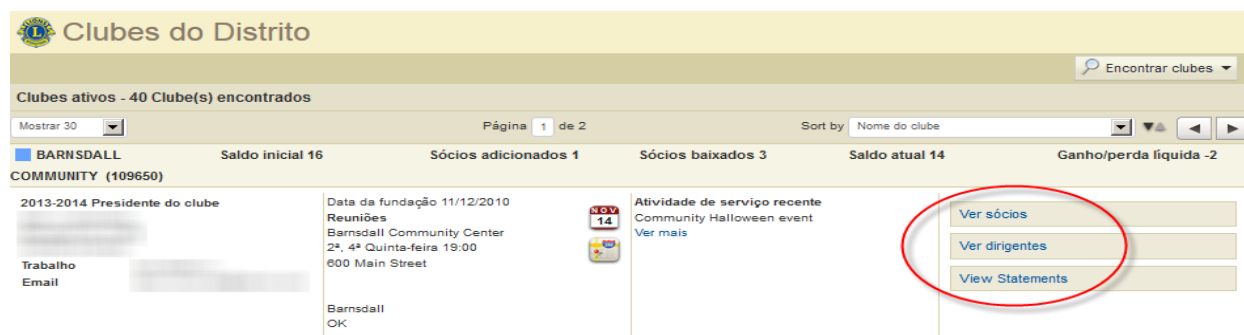 Clubes do Distrito
Encontrar clubes
Clubes ativos - 40 Clube(s) encontrados
Mostrar 30 Página 1 de 2 Sort by Nome do clube
BARNSDALL Saldo inicial 16 Sócios adicionados 1 Sócios baixados 3 Saldo atual 14 Ganho/perda líquida -2
COMMUNITY (109650)
2013-2014 Presidente do clube
Trabalho
Email
Data da fundação 11/12/2010
Reuniões
Barnsdall Community Center
2ª, 4ª Quinta-feira 19:00
600 Main Street
Barnsdall
OK
NOV
14
Atividade de serviço recente
Community Halloween event
Ver mais
Ver sócios
Ver dirigentes
View Statements